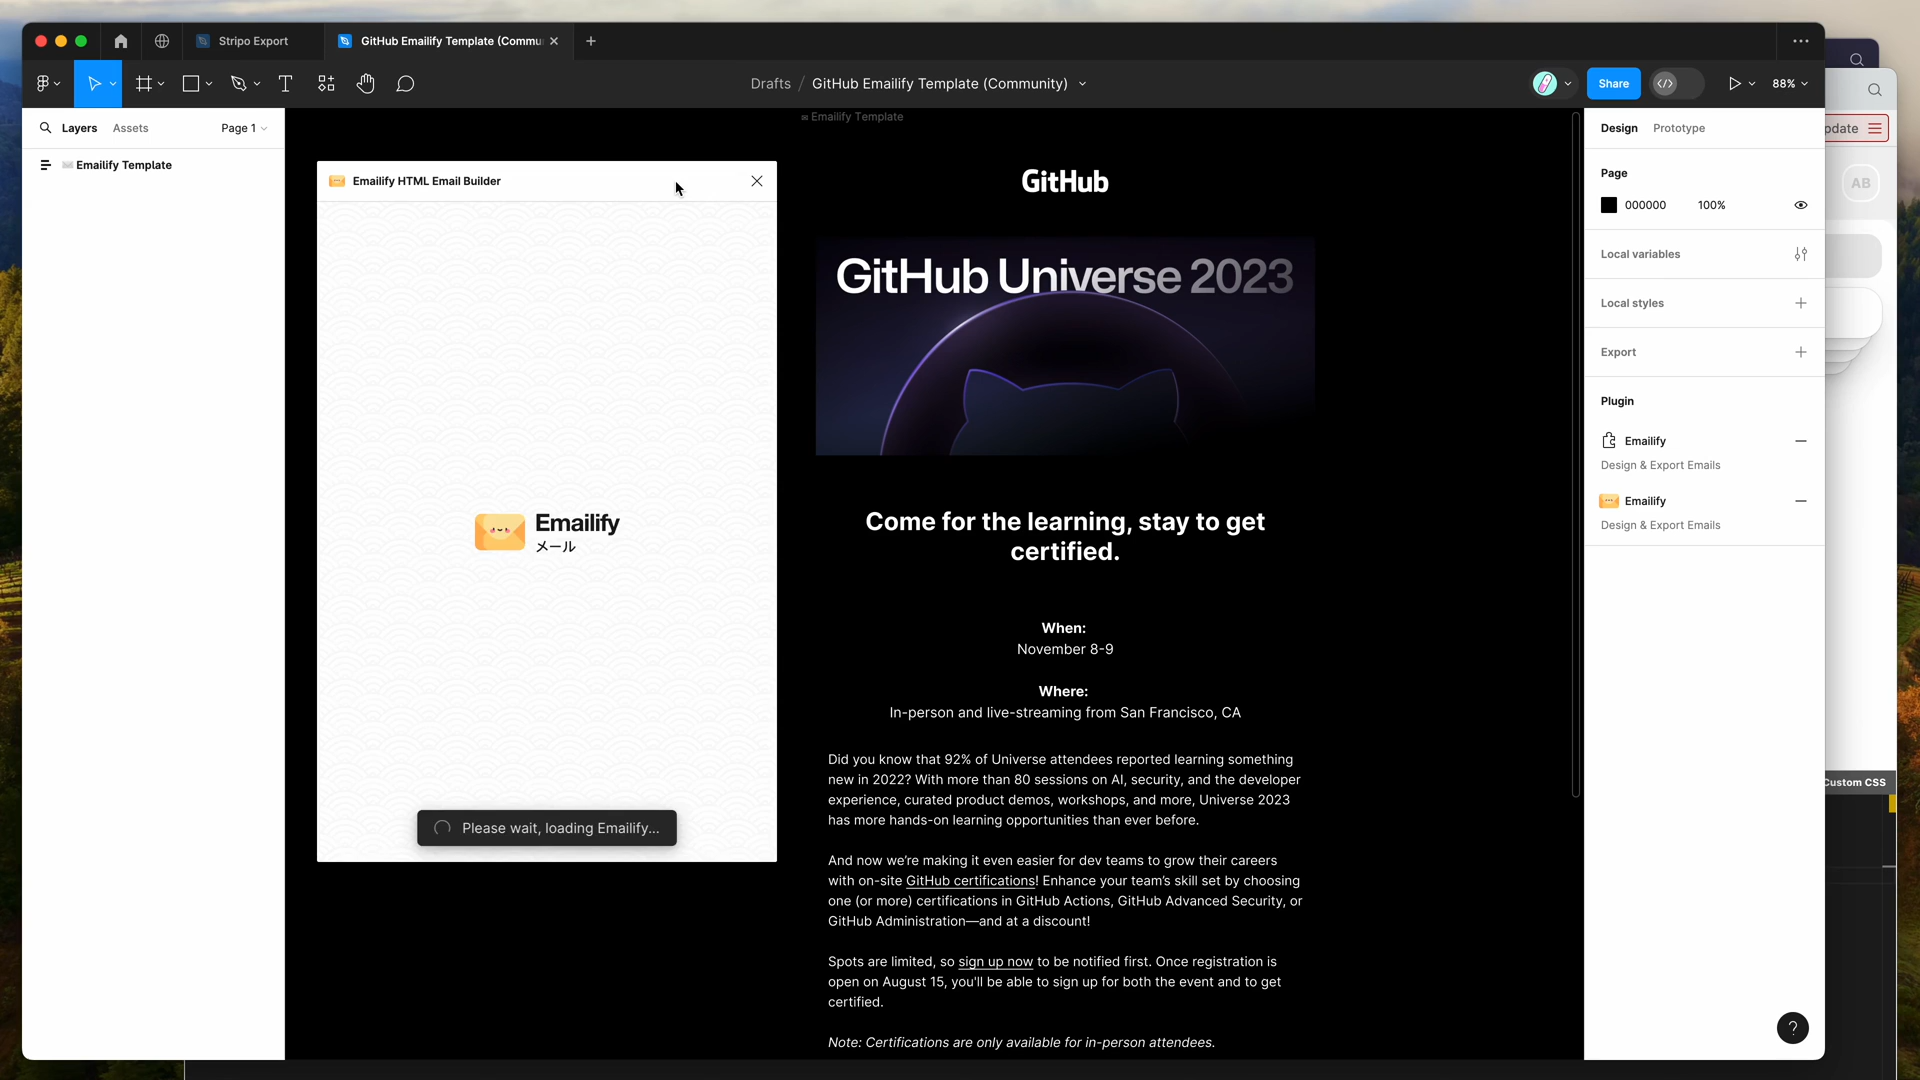 Stripo Export
GitHub Emailify Template (Commu
Drafts / GitHub Emailify Template (Community)
Share
88%
Layers
Assets
Page 1
Emailify Template
Emailify Template
Emailify HTML Email Builder
Emailify
メール
Please wait, loading Emailify...
GitHub
GitHub Universe 2023
Come for the learning, stay to get
certified.
When:
November 8-9
Where:
In-person and live-streaming from San Francisco, CA
Did you know that 92% of Universe attendees reported learning something
new in 2022? With more than 80 sessions on AI, security, and the developer
experience, curated product demos, workshops, and more, Universe 2023
has more hands-on learning opportunities than ever before.
And now we're making it even easier for dev teams to grow their careers
with on-site GitHub certifications! Enhance your team's skill set by choosing
one (or more) certifications in GitHub Actions, GitHub Advanced Security, or
GitHub Administration—and at a discount!
Spots are limited, so sign up now to be notified first. Once registration is
open on August 15, you'll be able to sign up for both the event and to get
certified.
Note: Certifications are only available for in-person attendees.
Design
Prototype
Page
000000
100%
Local variables
Local styles
Export
Plugin
Emailify
Design & Export Emails
Emailify
Design & Export Emails
?
pdate
AB
Custom CSS